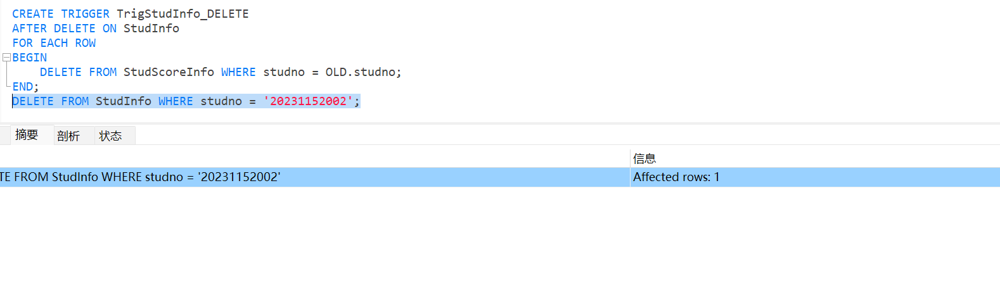 CREATE TRIGGER TrigStudInfo_DELETE
AFTER DELETE ON StudInfo
FOR EACH ROW
BEGIN
    DELETE FROM StudScoreInfo WHERE studno = OLD.studno;
END;
DELETE FROM StudInfo WHERE studno = '20231152002';
摘要 剖析 状态
信息
TE FROM StudInfo WHERE studno = '20231152002' Affected rows: 1